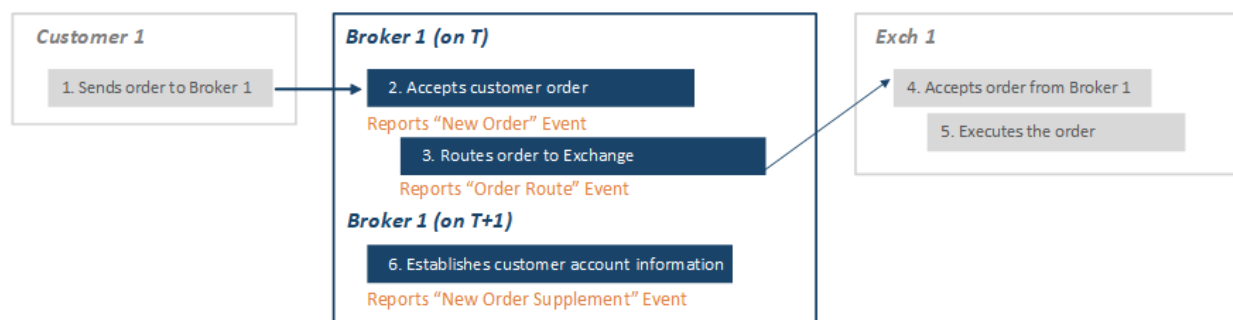 Customer 1
1. Sends order to Broker 1
Broker 1 (on T)
2. Accepts customer order
Reports “New Order” Event
3. Routes order to Exchange
Reports “Order Route” Event
Broker 1 (on T+1)
6. Establishes customer account information
Reports “New Order Supplement” Event
Exch 1
4. Accepts order from Broker 1
5. Executes the order